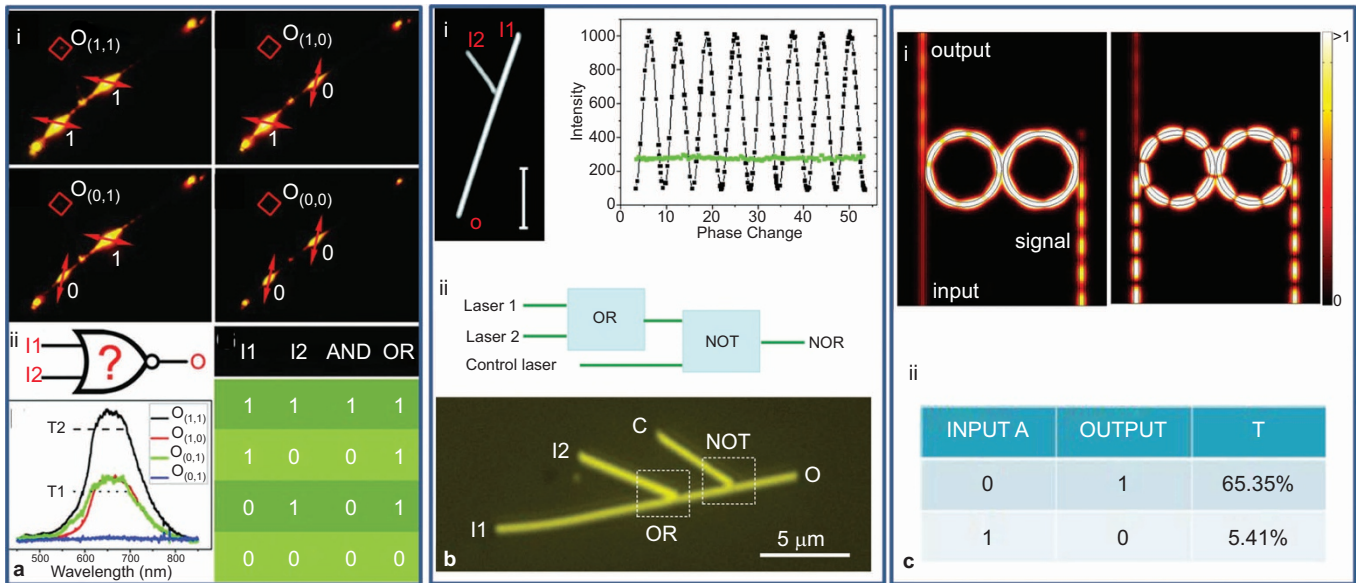 i
O(1,1)
1
1
O(1,0)
0
1
O(0,1)
1
0
O(0,0)
0
0
ii
I1
I2
?
O
T2
T1
O(1,1)
O(1,0)
O(0,1)
O(0,1)
500 600 700 800
Wavelength (nm)
i
I1 I2 AND OR
1 1 1 1
1 0 0 1
0 1 0 1
0 0 0 0
a
i
I2
I1
o
Intensity
1000
800
600
400
200
0
0 10 20 30 40 50
Phase Change
ii
Laser 1
Laser 2
Control laser
OR
NOT
NOR
C
I2
NOT
O
I1
OR
5 μm
b
i
output
signal
input
>1
0
ii
INPUT A OUTPUT T
0 1 65.35%
1 0 5.41%
c